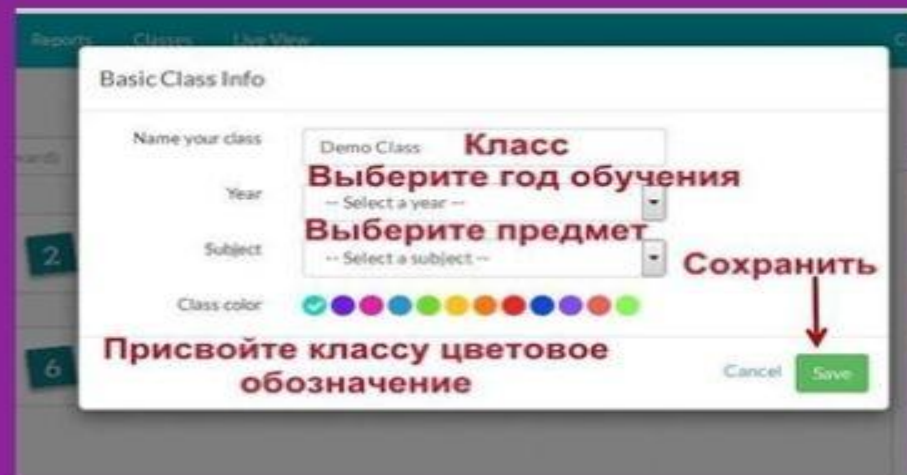 Reports Classes Live View
Basic Class Info
Name your class
Demo Class Класс
Выберите год обучения
Year
-- Select a year --
Выберите предмет
Subject
-- Select a subject --
Сохранить
Class color
Присвойте классу цветовое
обозначение
Cancel Save
2
6